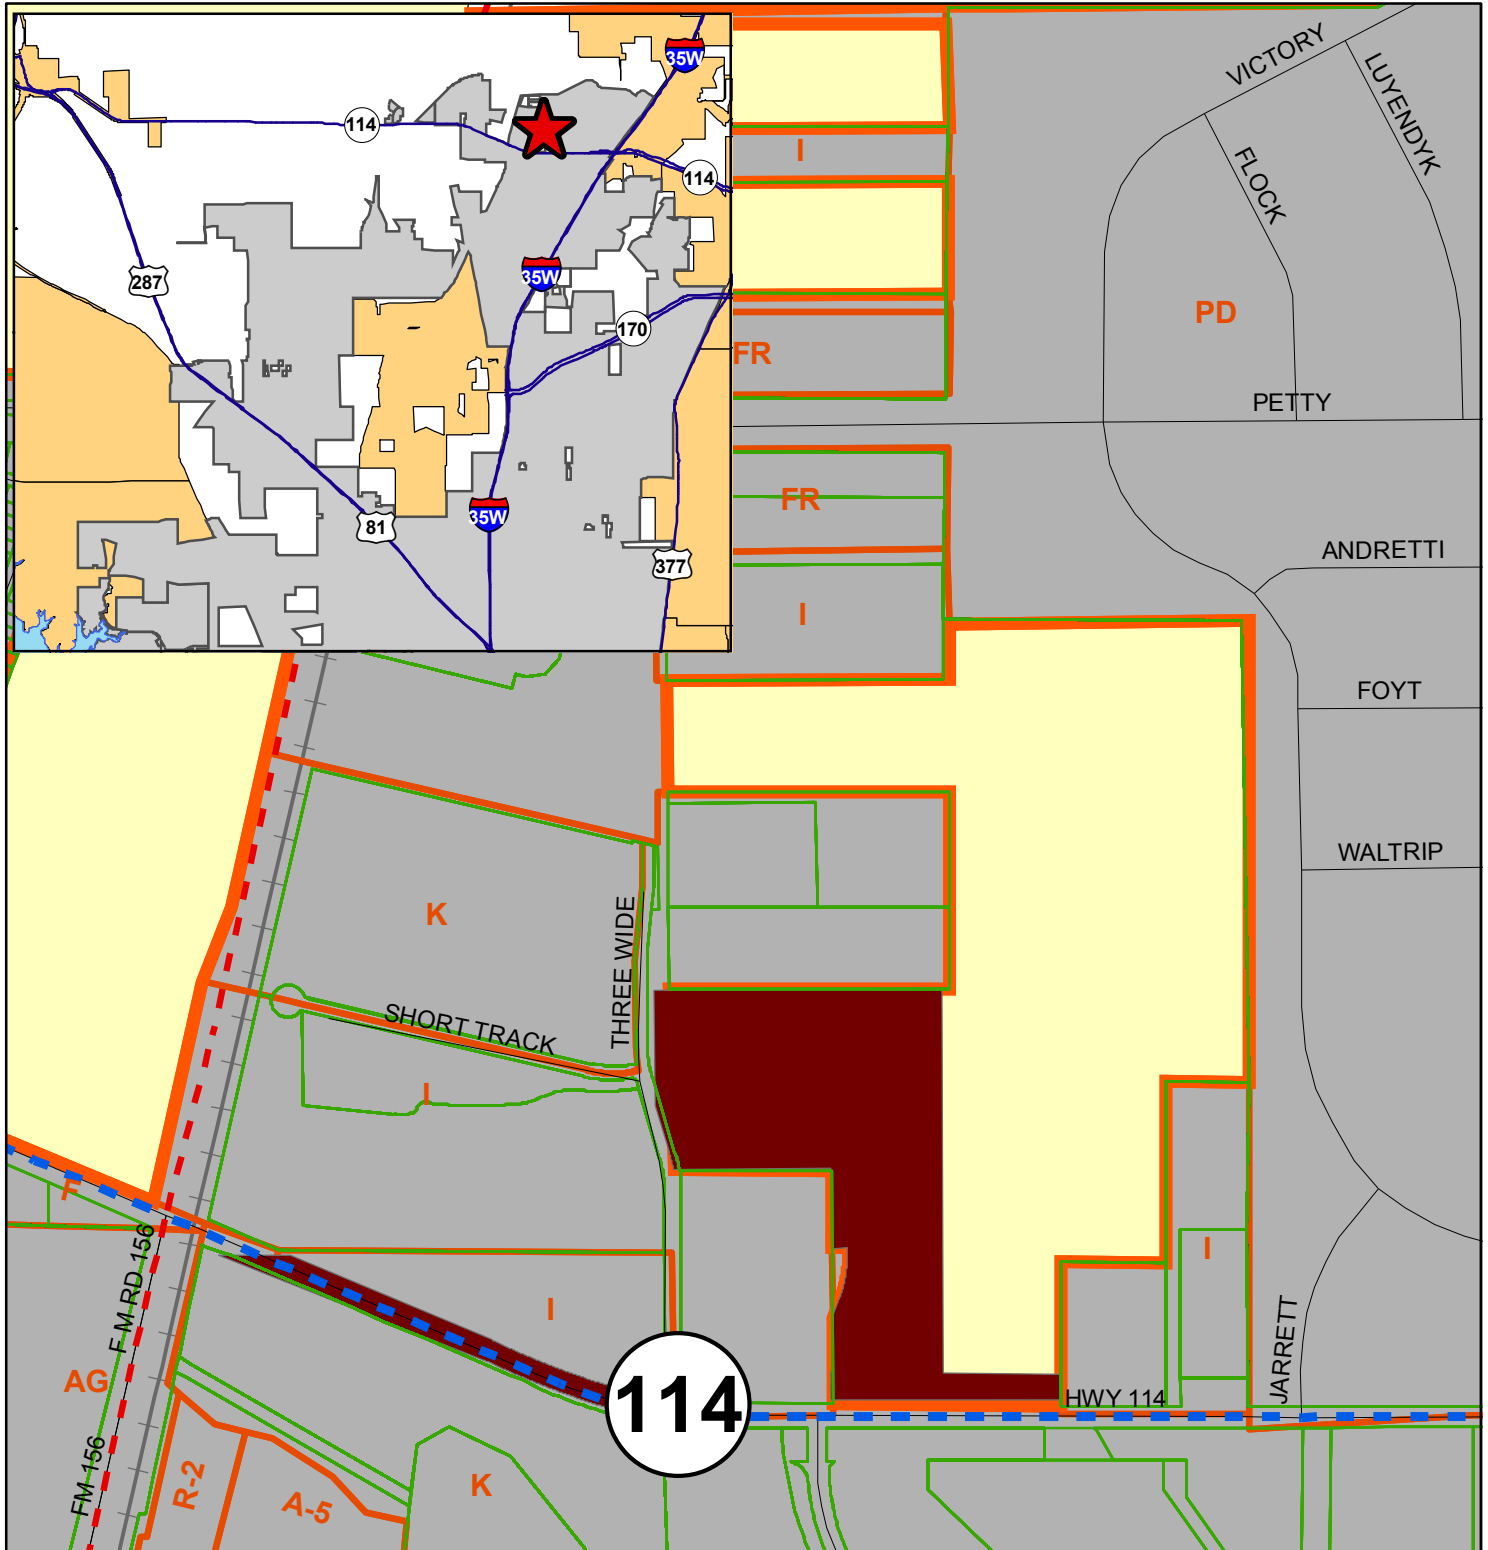 35W
114
114
287
35W
170
81
35W
377
VICTORY
LUYENDYK
FLOCK
I
PD
FR
PETTY
FR
ANDRETTI
I
FOYT
WALTRIP
K
THREE WIDE
SHORT TRACK
I
F
F M RD 156
I
I
JARRETT
AG
114
HWY 114
FM 156
R-2
A-5
K